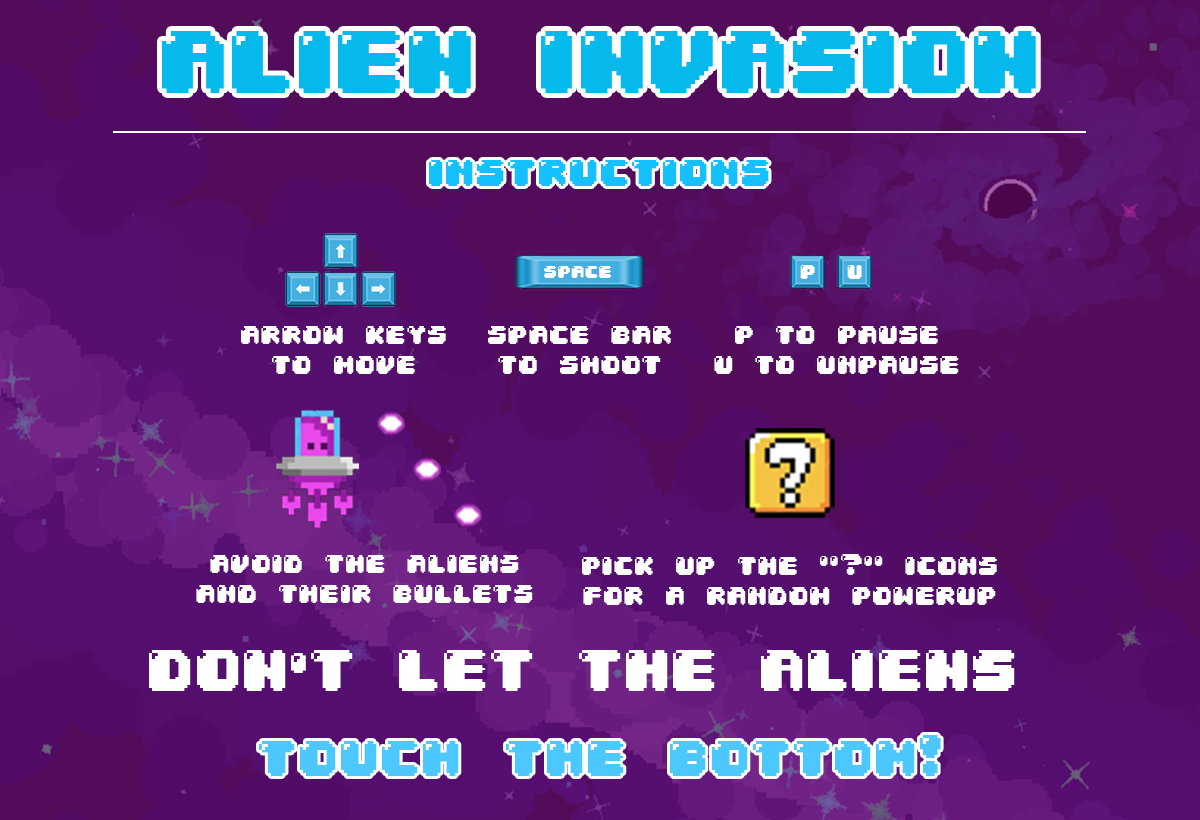 ALIEN INVASION
INSTRUCTIONS
SPACE
P U
ARROW KEYS
TO MOVE
SPACE BAR
TO SHOOT
P TO PAUSE
U TO UNPAUSE
?
AVOID THE ALIENS
AND THEIR BULLETS
PICK UP THE "?" ICONS
FOR A RANDOM POWERUP
DON'T LET THE ALIENS
TOUCH THE BOTTOM!